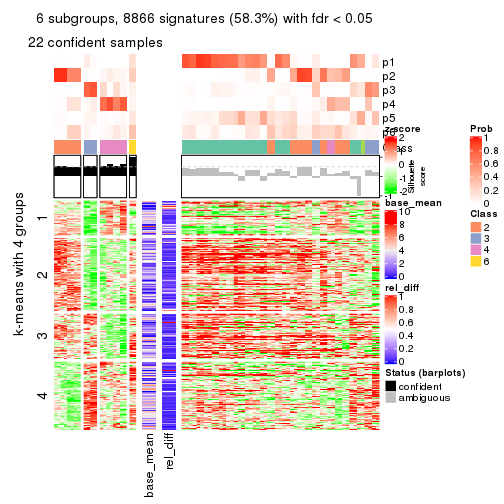 6 subgroups, 8866 signatures (58.3%) with fdr < 0.05
22 confident samples
p1
p2
p3
p4
p5
Class
z-score
2
1
0
-1
Silhouette
score
k-means with 4 groups
1
2
3
4
base_mean
rel_diff
base_mean
10
8
6
4
2
0
rel_diff
1
0.8
0.6
0.4
0.2
0
Status (barplots)
confident
ambiguous
Prob
1
0.8
0.6
0.4
0.2
0
Class
2
3
4
6